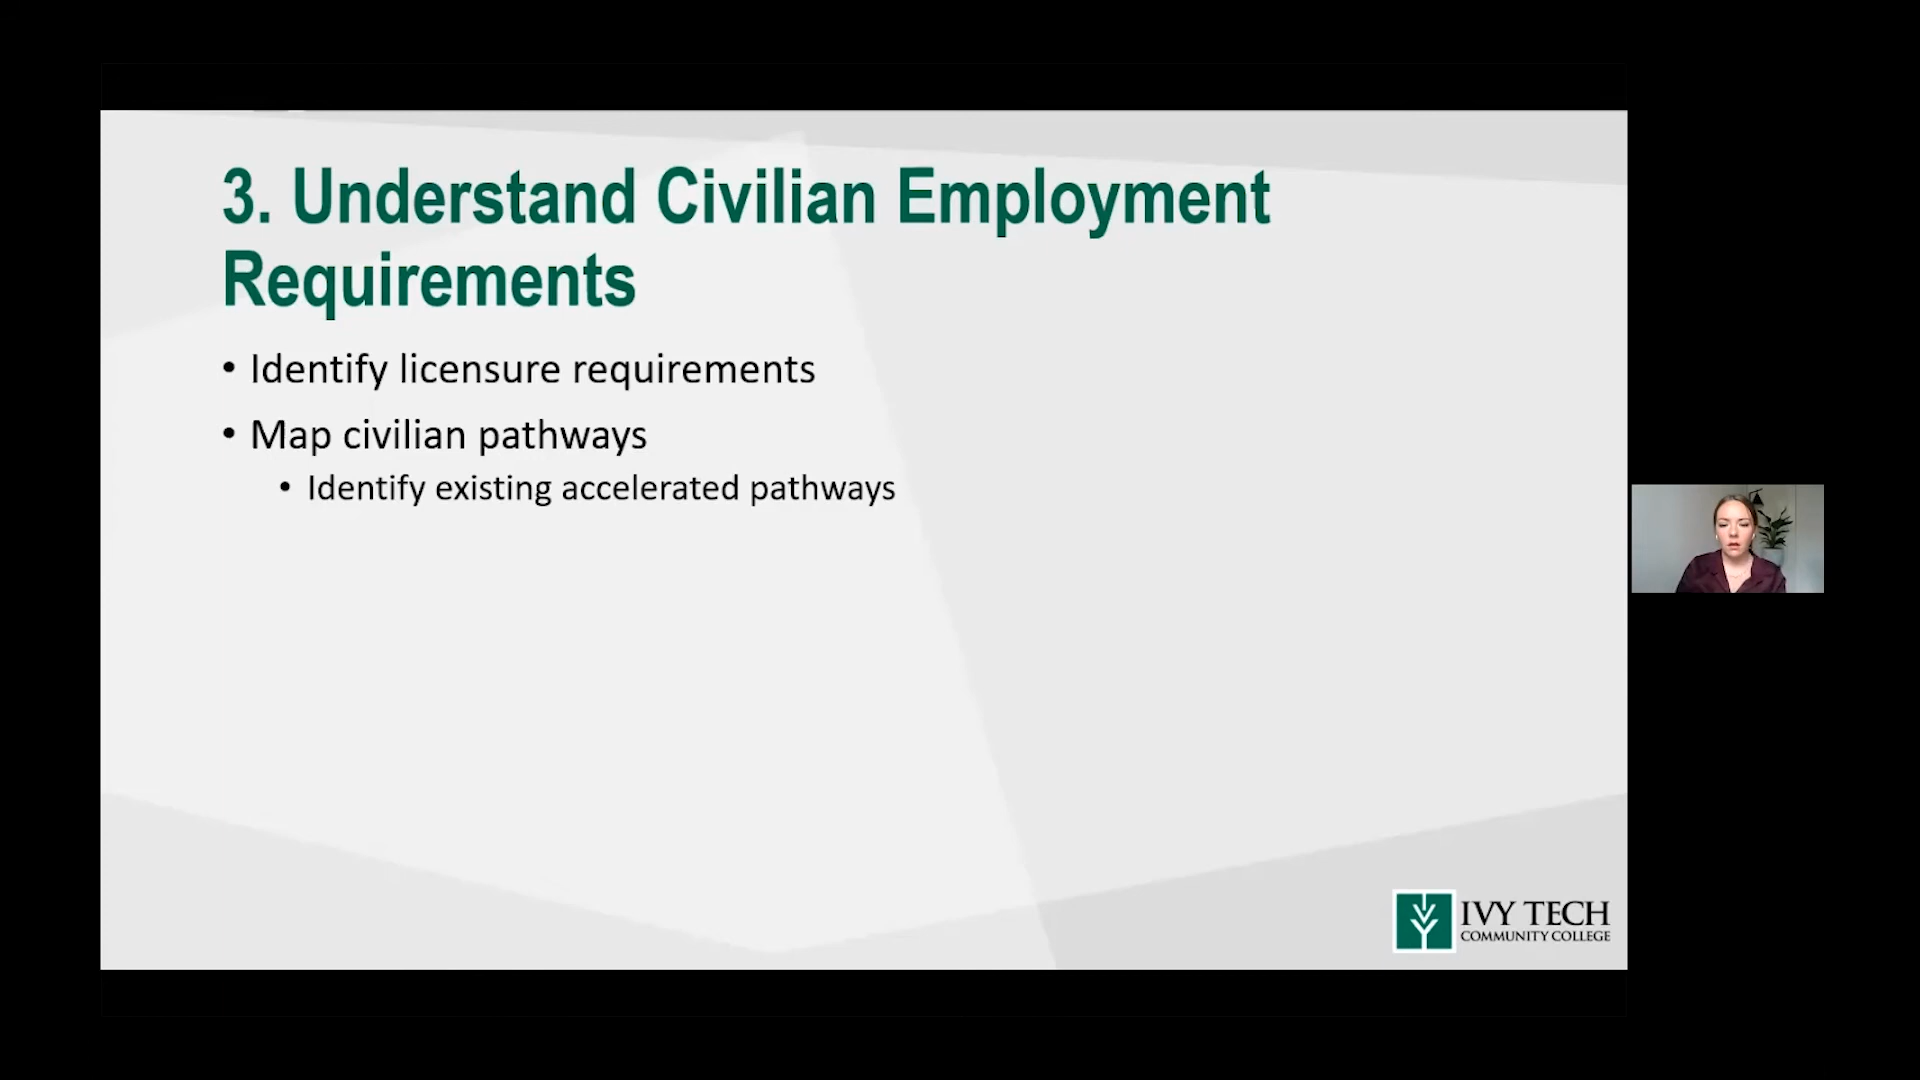 3. Understand Civilian Employment
Requirements
• Identify licensure requirements
• Map civilian pathways
• Identify existing accelerated pathways
IVY TECH
COMMUNITY COLLEGE